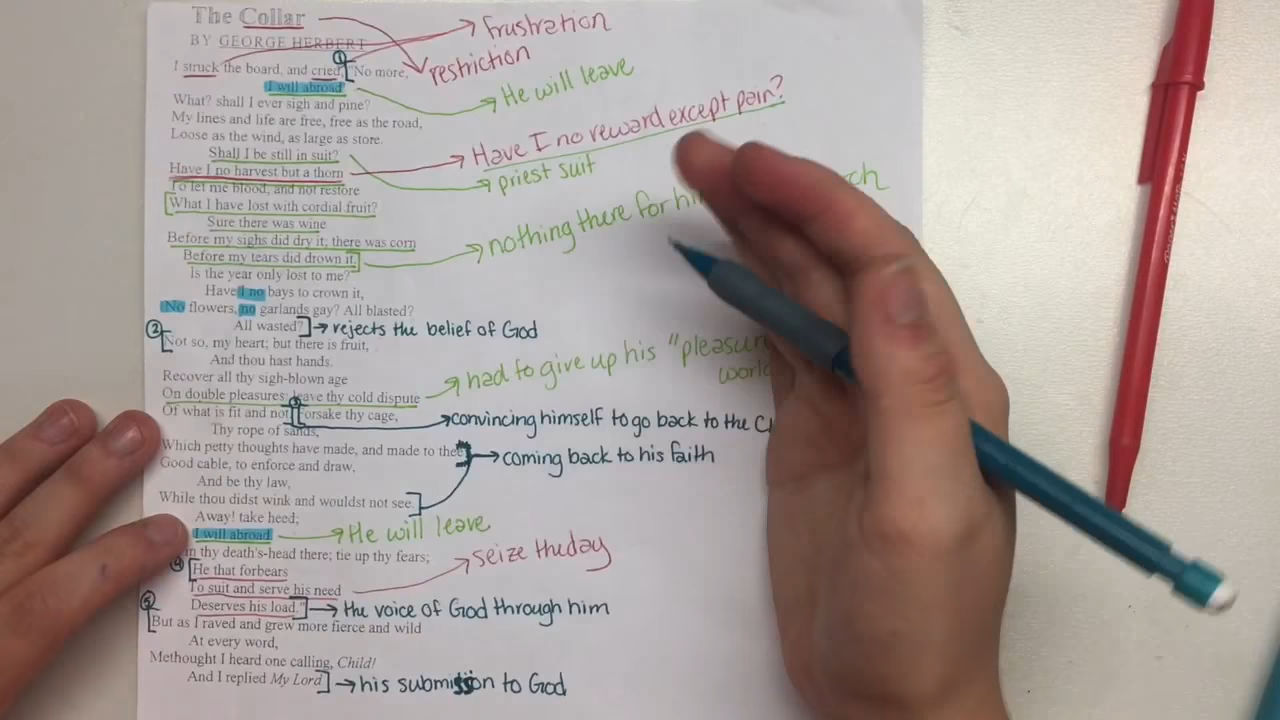 The Collar
frustration
BY GEORGE HERBERT
①
I struck the board, and cried, "No more;
restriction
I will abroad
He will leave
What? shall I ever sigh and pine?
My lines and life are free, free as the road,
Loose as the wind, as large as store.
Have I no reward except pain?
Shall I be still in suit?
Have I no harvest but a thorn
priest suit
To let me blood, and not restore
What I have lost with cordial fruit?
nothing there for
Sure there was wine
Before my sighs did dry it; there was corn
Before my tears did drown it.
Is the year only lost to me?
Have I no bays to crown it,
No flowers, no garlands gay? All blasted?
② All wasted? → rejects the belief of God
Not so, my heart; but there is fruit,
And thou hast hands.
Recover all thy sigh-blown age
had to give up his "pleasur
On double pleasures: leave thy cold dispute
③
Of what is fit and not. forsake thy cage,
convincing himself to go back to the C
Thy rope of sands,
Which petty thoughts have made, and made to thee
coming back to his faith
Good cable, to enforce and draw,
And be thy law,
While thou didst wink and wouldst not see.
Away! take heed;
I will abroad
He will leave
in thy death's-head there; tie up thy fears;
seize the day
④ He that forbears
To suit and serve his need
⑤ Deserves his load." → the voice of God through him
But as I raved and grew more fierce and wild
At every word,
Methought I heard one calling, Child!
And I replied My Lord → his submission to God